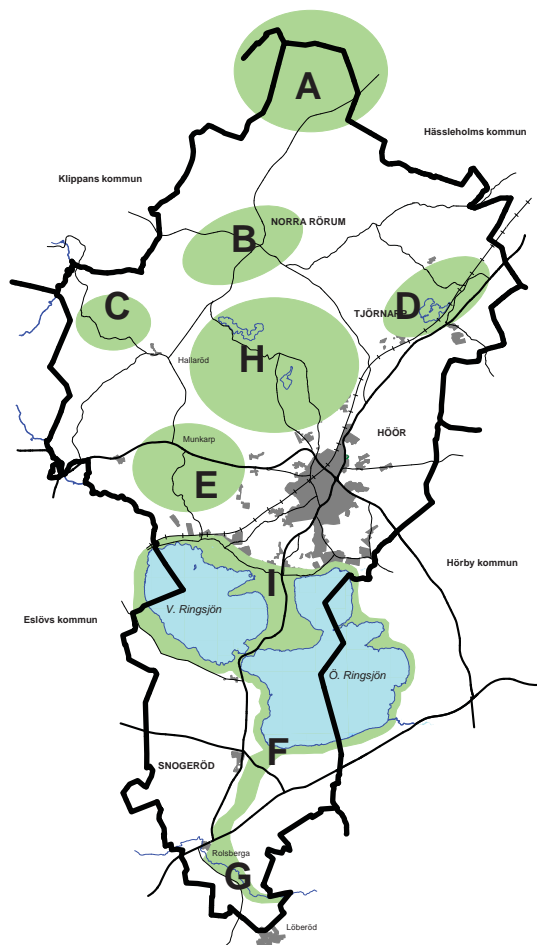 A
Hässleholms kommun
Klippans kommun
NORRA RÖRUM
B
C
D
TJÖRNARP
H
Hallaröd
HÖÖR
Munkarp
E
Hörby kommun
I
V. Ringsjön
Eslövs kommun
Ö. Ringsjön
F
SNOGERÖD
Rolsberga
G
Löberöd